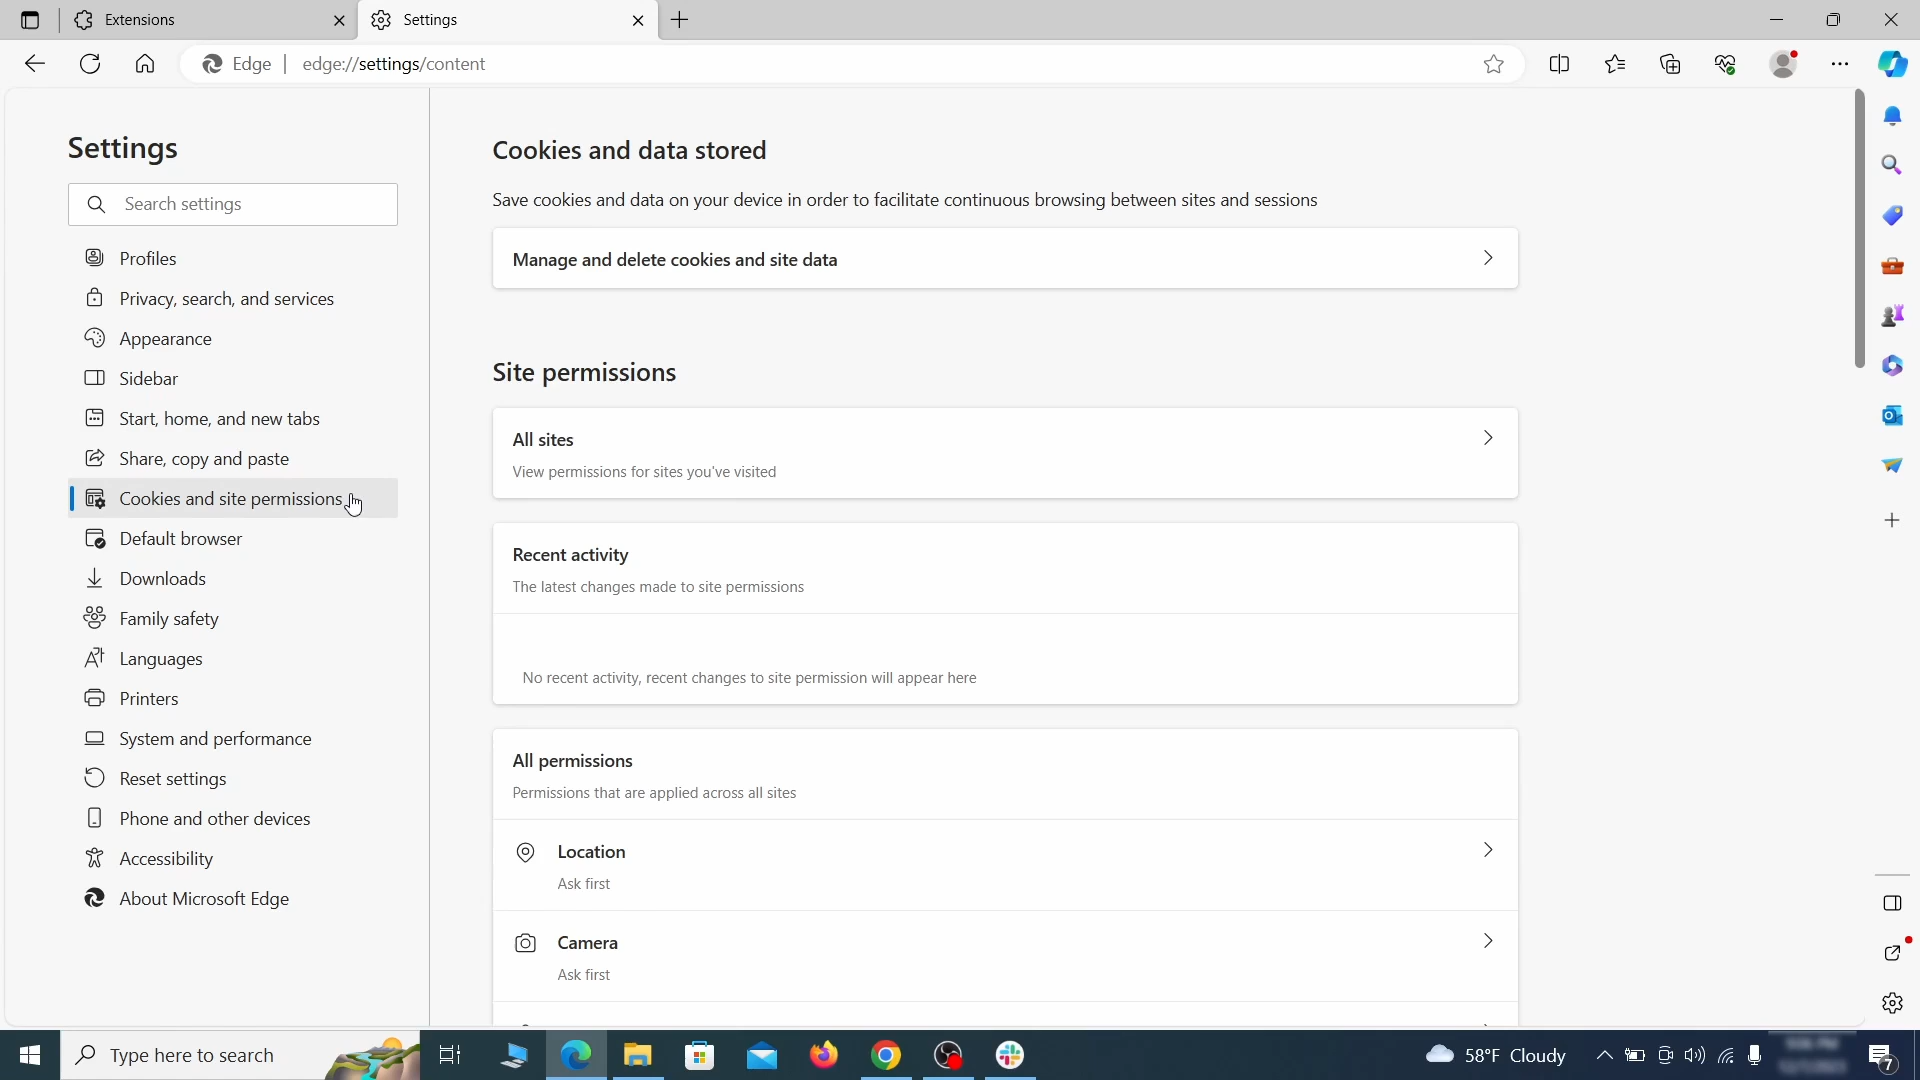 Extensions
Settings
Edge
edge://settings/content
Settings
Search settings
Profiles
Privacy, search, and services
Appearance
Sidebar
Start, home, and new tabs
Share, copy and paste
Cookies and site permissions
Default browser
Downloads
Family safety
Languages
Printers
System and performance
Reset settings
Phone and other devices
Accessibility
About Microsoft Edge
Cookies and data stored
Save cookies and data on your device in order to facilitate continuous browsing between sites and sessions
Manage and delete cookies and site data
Site permissions
All sites
View permissions for sites you've visited
Recent activity
The latest changes made to site permissions
No recent activity, recent changes to site permission will appear here
All permissions
Permissions that are applied across all sites
Location
Ask first
Camera
Ask first
Type here to search
58°F Cloudy
7